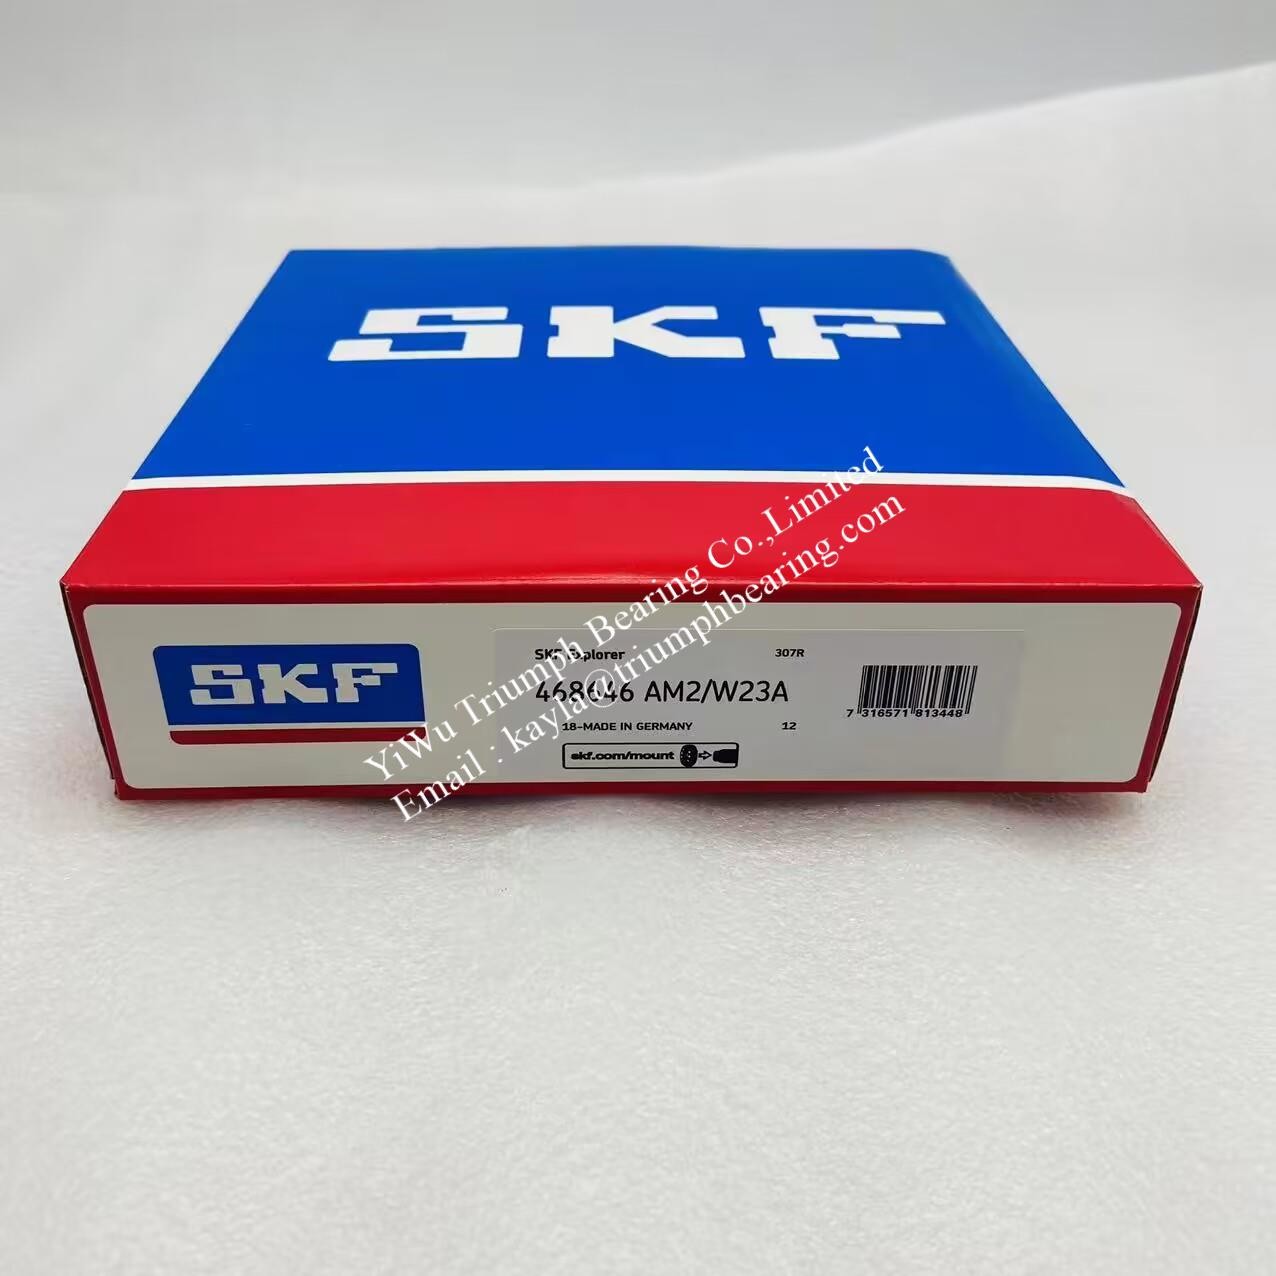 SKF
SKF
SKF Explorer
307R
468646 AM2/W23A
18-MADE IN GERMANY
12
skf.com/mount
7 316571 813448
YiWu Triumph Bearing Co.,Limited
Email : kayla@triumphbearing.com